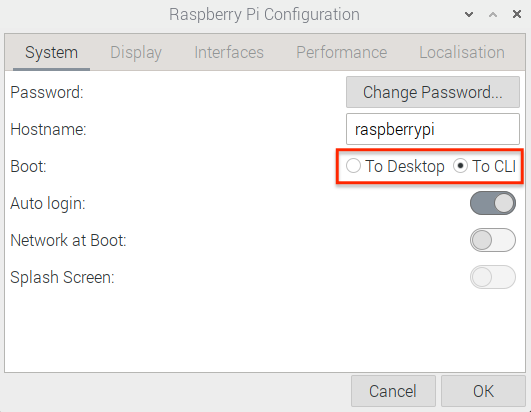 Raspberry Pi Configuration
System Display Interfaces Performance Localisation
Password: Change Password...
Hostname: raspberrypi
Boot: To Desktop To CLI
Auto login:
Network at Boot:
Splash Screen:
Cancel OK